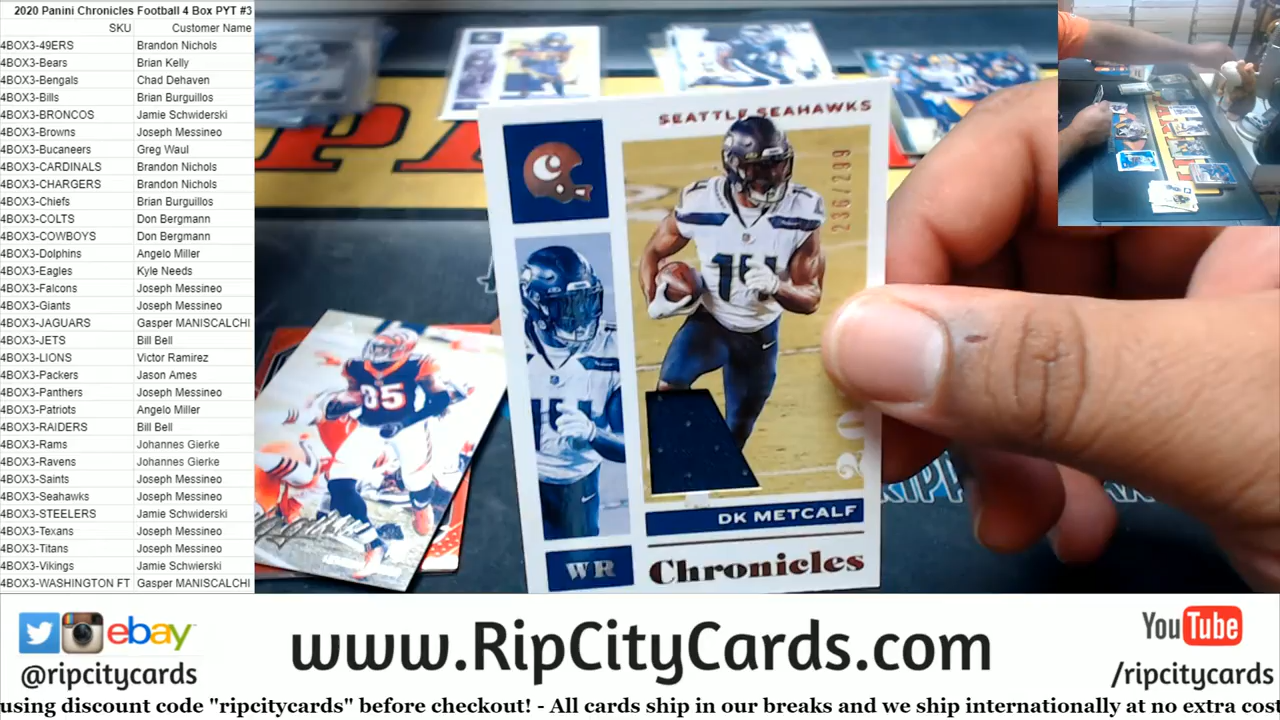 2020 Panini Chronicles Football 4 Box PYT #3
SKU Customer Name
4BOX3-49ERS Brandon Nichols
4BOX3-Bears Brian Kelly
4BOX3-Bengals Chad Dehaven
4BOX3-Bills Brian Burguillos
4BOX3-BRONCOS Jamie Schwiderski
4BOX3-Browns Joseph Messineo
4BOX3-Bucaneers Greg Waul
4BOX3-CARDINALS Brandon Nichols
4BOX3-CHARGERS Brandon Nichols
4BOX3-Chiefs Brian Burguillos
4BOX3-COLTS Don Bergmann
4BOX3-COWBOYS Don Bergmann
4BOX3-Dolphins Angelo Miller
4BOX3-Eagles Kyle Needs
4BOX3-Falcons Joseph Messineo
4BOX3-Giants Joseph Messineo
4BOX3-JAGUARS Gasper MANISCALCHI
4BOX3-JETS Bill Bell
4BOX3-LIONS Victor Ramirez
4BOX3-Packers Jason Ames
4BOX3-Panthers Joseph Messineo
4BOX3-Patriots Angelo Miller
4BOX3-RAIDERS Bill Bell
4BOX3-Rams Johannes Gierke
4BOX3-Ravens Johannes Gierke
4BOX3-Saints Joseph Messineo
4BOX3-Seahawks Joseph Messineo
4BOX3-STEELERS Jamie Schwiderski
4BOX3-Texans Joseph Messineo
4BOX3-Titans Joseph Messineo
4BOX3-Vikings Jamie Schwierski
4BOX3-WASHINGTON FT Gasper MANISCALCHI
SEATTLE SEAHAWKS
C
236/299
14
35
DK METCALF
WR
Chronicles
ebay
@ripcitycards
www.RipCityCards.com
YouTube
/ripcitycards
using discount code "ripcitycards" before checkout! - All cards ship in our breaks and we ship internationally at no extra cost